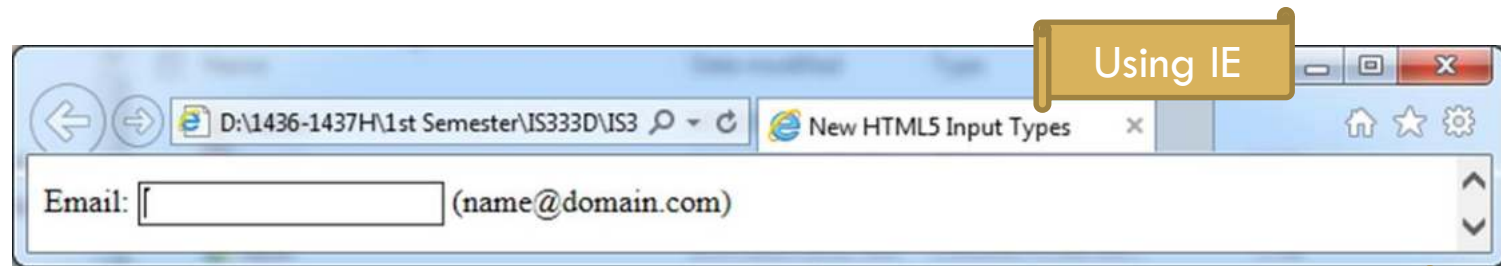 Using IE
D:\1436-1437H\1st Semester\IS333D\IS3
New HTML5 Input Types
Email: (name@domain.com)